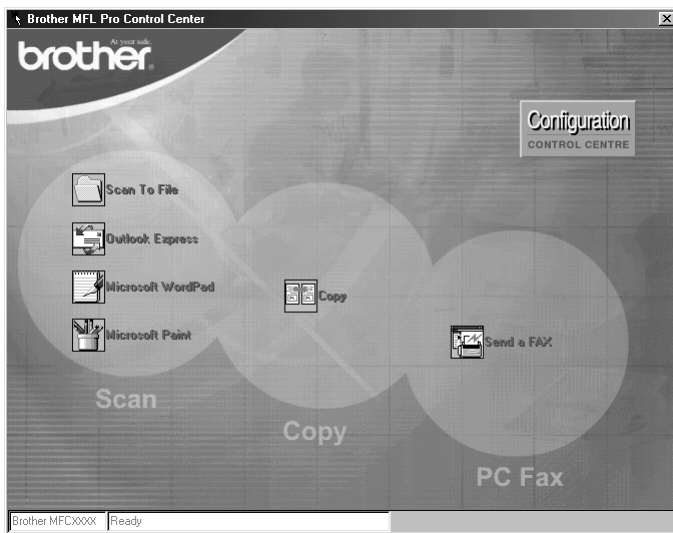 Brother MFL Pro Control Center
At your side.
brother®
Configuration
CONTROL CENTRE
Scan To File
Outlook Express
Microsoft WordPad
Microsoft Paint
Scan
Copy
Copy
Send a FAX
PC Fax
Brother MFCXXXX Ready